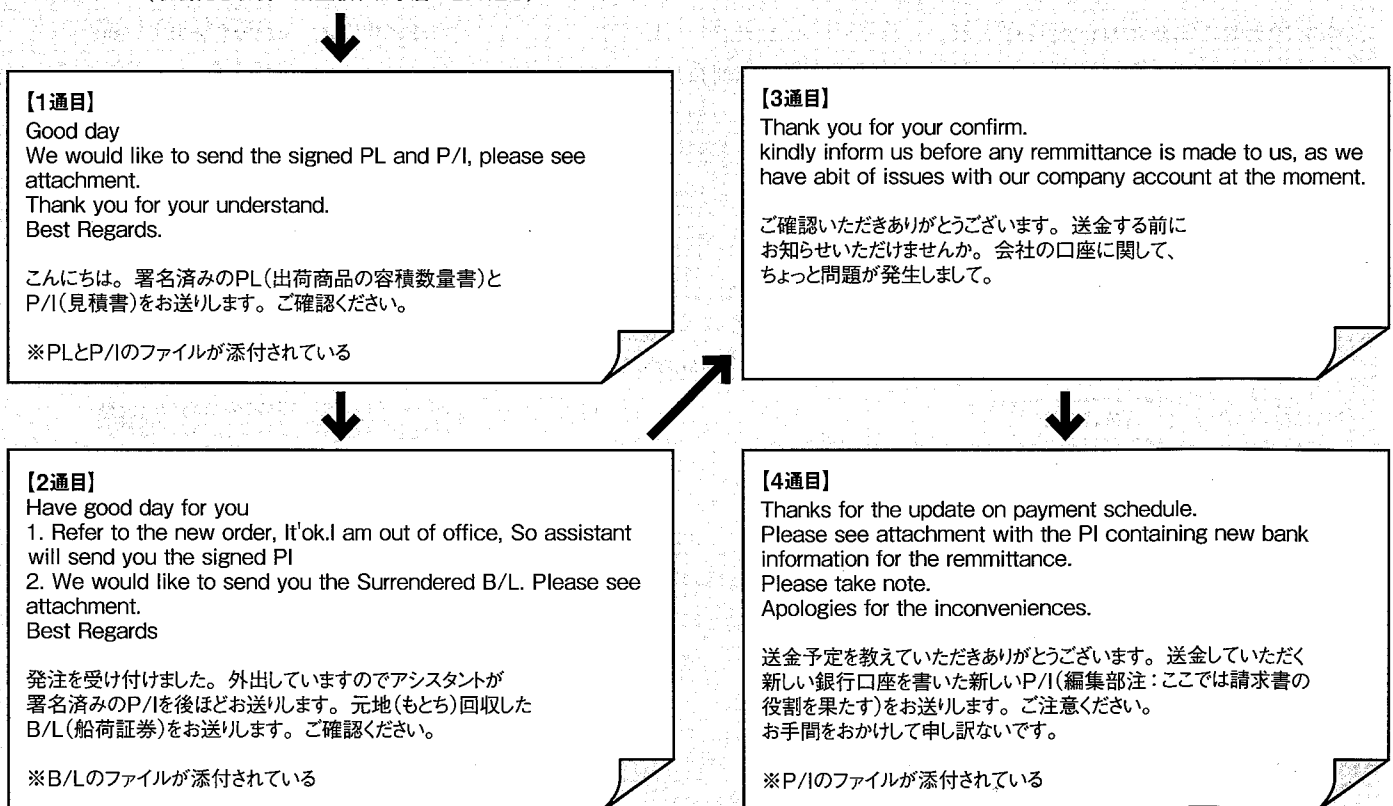 【1通目】
Good day
We would like to send the signed PL and P/I, please see
attachment.
Thank you for your understand.
Best Regards.
こんにちは。署名済みのPL(出荷商品の容積数量書)と
P/I(見積書)をお送りします。ご確認ください。
※PLとP/Iのファイルが添付されている
【2通目】
Have good day for you
1. Refer to the new order, It'ok.I am out of office, So assistant
will send you the signed PI
2. We would like to send you the Surrendered B/L. Please see
attachment.
Best Regards
発注を受け付けました。外出していますのでアシスタントが
署名済みのP/Iを後ほどお送りします。元地(もとち)回収した
B/L(船荷証券)をお送りします。ご確認ください。
※B/Lのファイルが添付されている
【3通目】
Thank you for your confirm.
kindly inform us before any remmittance is made to us, as we
have abit of issues with our company account at the moment.
ご確認いただきありがとうございます。送金する前に
お知らせいただけませんか。会社の口座に関して、
ちょっと問題が発生しまして。
【4通目】
Thanks for the update on payment schedule.
Please see attachment with the PI containing new bank
information for the remmittance.
Please take note.
Apologies for the inconveniences.
送金予定を教えていただきありがとうございます。送金していただく
新しい銀行口座を書いた新しいP/I(編集部注:ここでは請求書の
役割を果たす)をお送りします。ご注意ください。
お手間をおかけして申し訳ないです。
※P/Iのファイルが添付されている